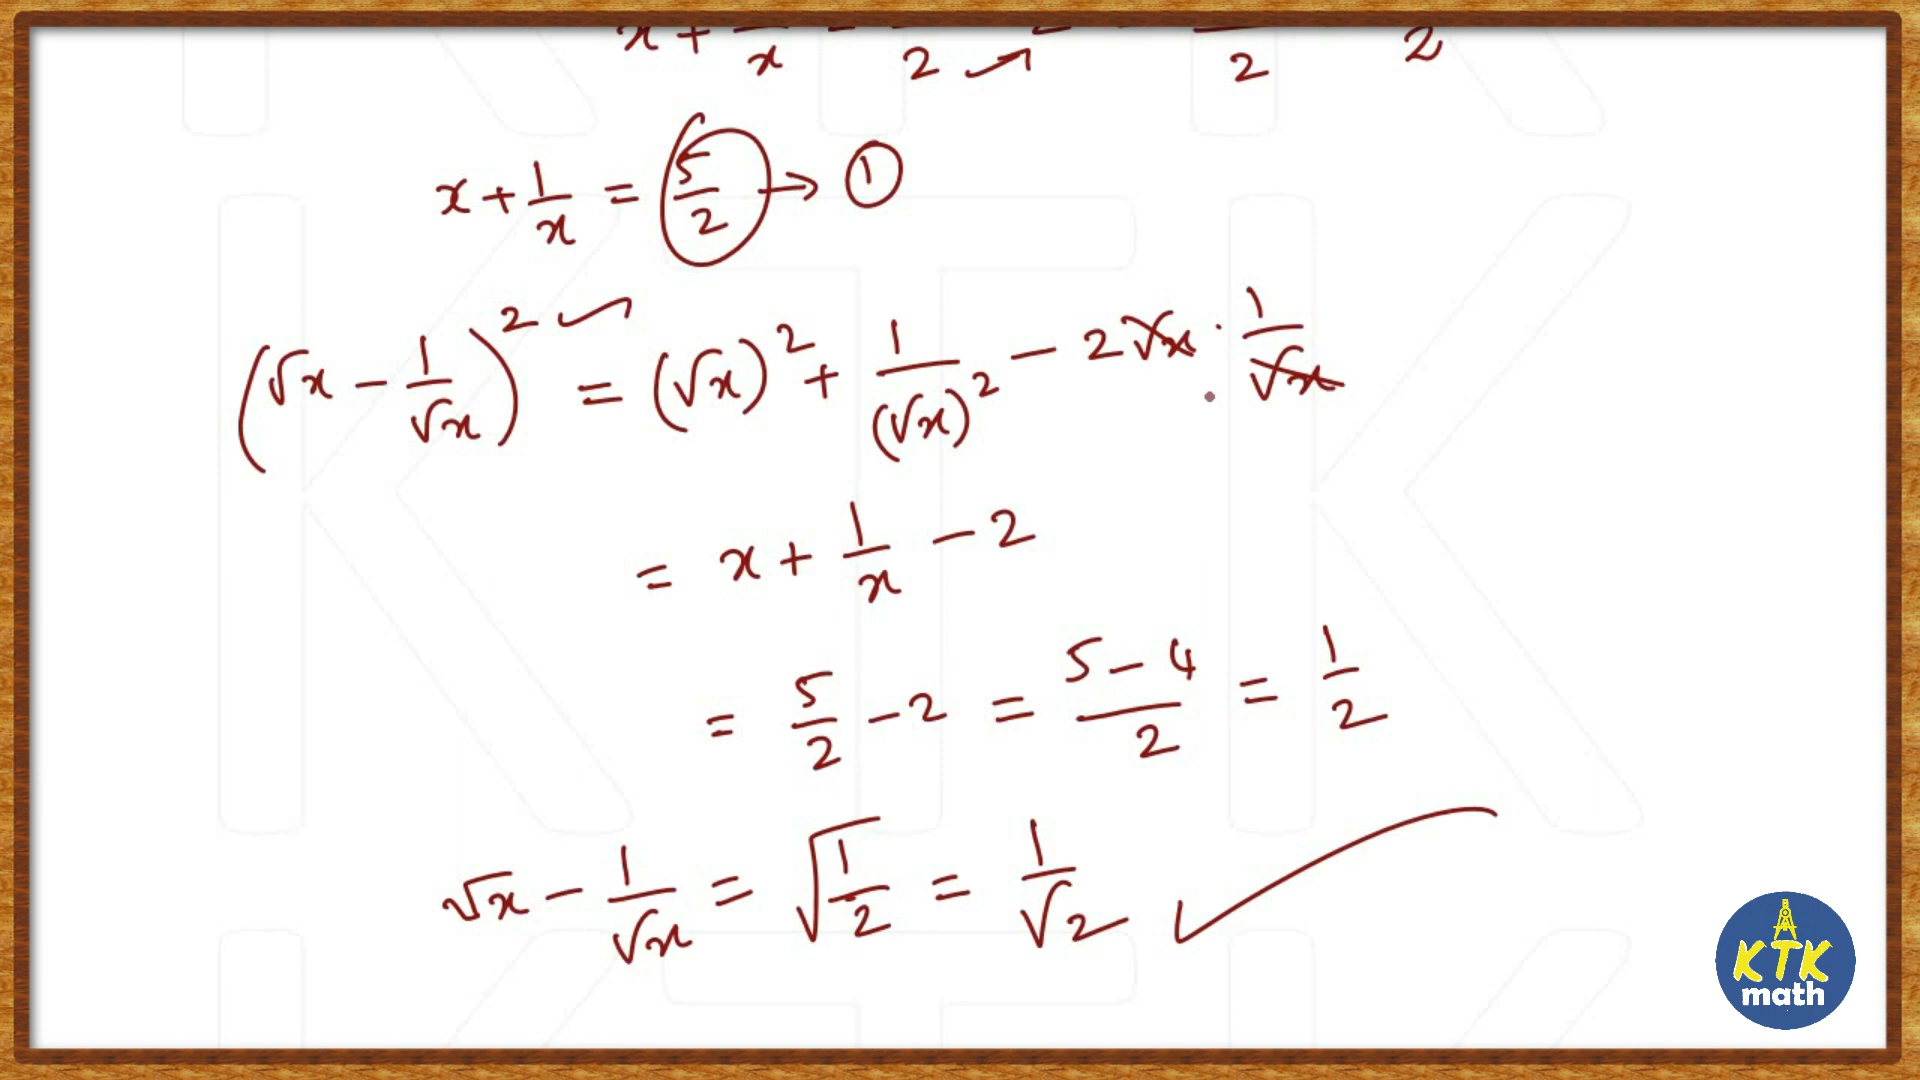 x + 1/x = 5/2 → ①
(√x − 1/√x)² = (√x)² + 1/(√x)² − 2√x · 1/√x
= x + 1/x − 2
= 5/2 − 2 = (5 − 4)/2 = 1/2
√x − 1/√x = √(1/2) = 1/√2
KTK
math